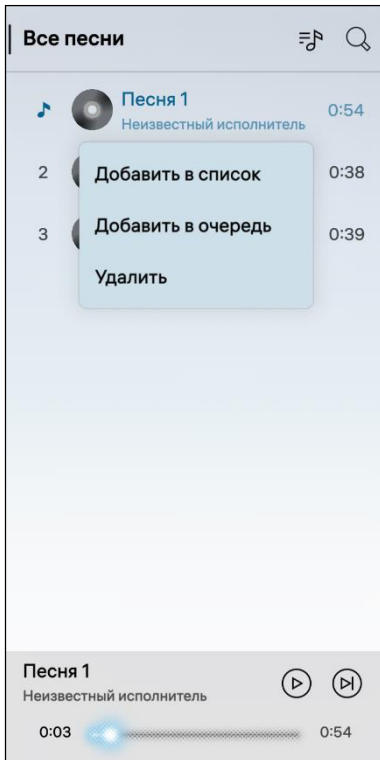 Все песни
Песня 1
Неизвестный исполнитель
0:54
2
Добавить в список
0:38
3
Добавить в очередь
0:39
Удалить
Песня 1
Неизвестный исполнитель
0:03
0:54